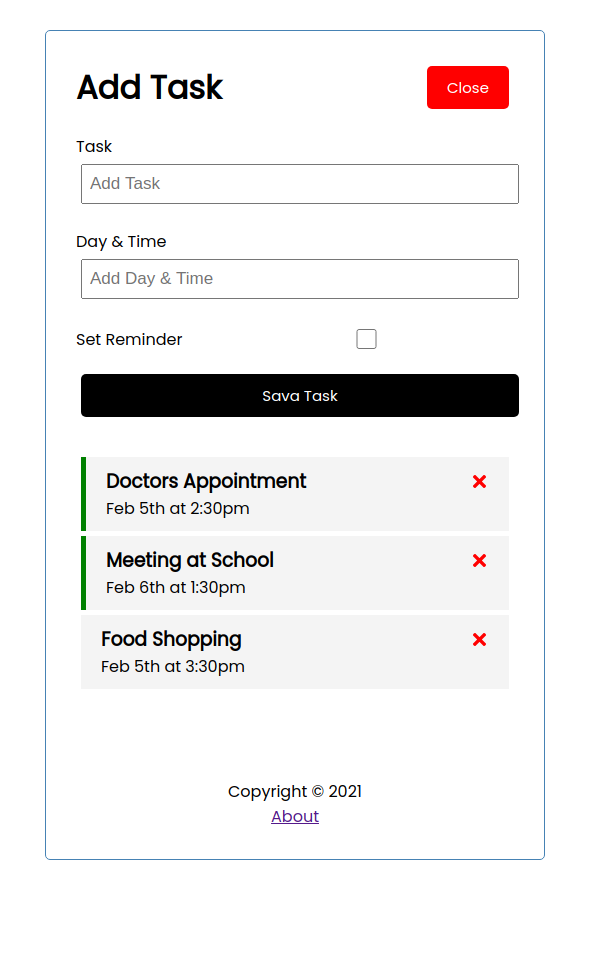 Add Task
Close
Task
Add Task
Day & Time
Add Day & Time
Set Reminder
Sava Task
Doctors Appointment
Feb 5th at 2:30pm
Meeting at School
Feb 6th at 1:30pm
Food Shopping
Feb 5th at 3:30pm
Copyright © 2021
About